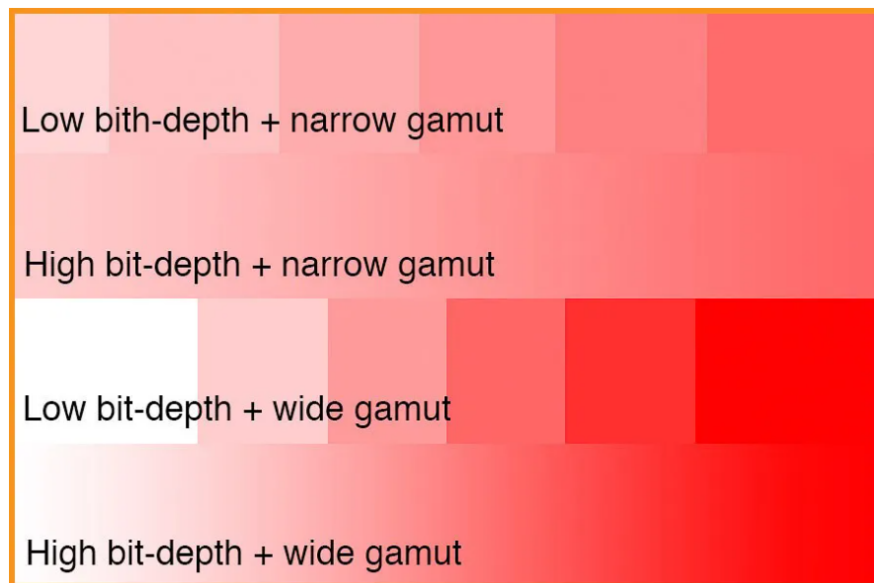 Low bith-depth + narrow gamut
High bit-depth + narrow gamut
Low bit-depth + wide gamut
High bit-depth + wide gamut